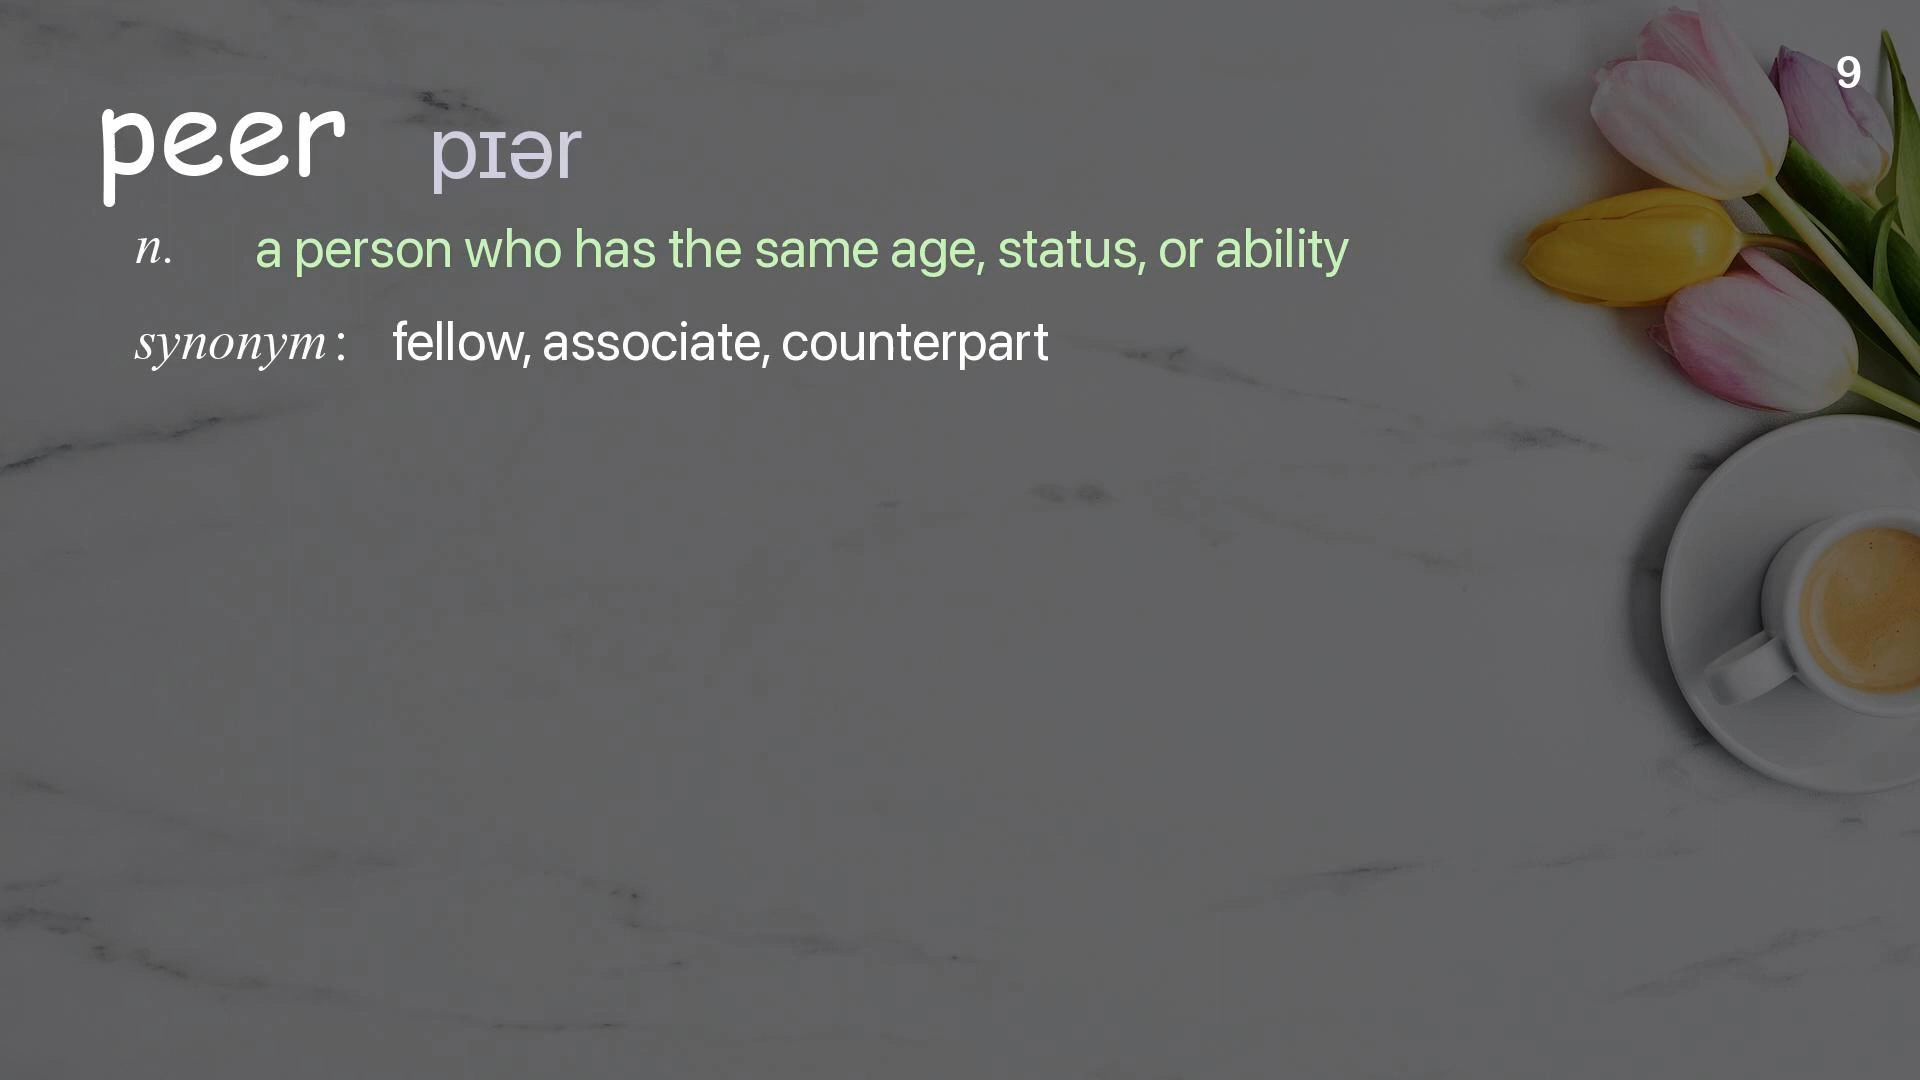 9
peer pɪər
n. a person who has the same age, status, or ability
synonym : fellow, associate, counterpart